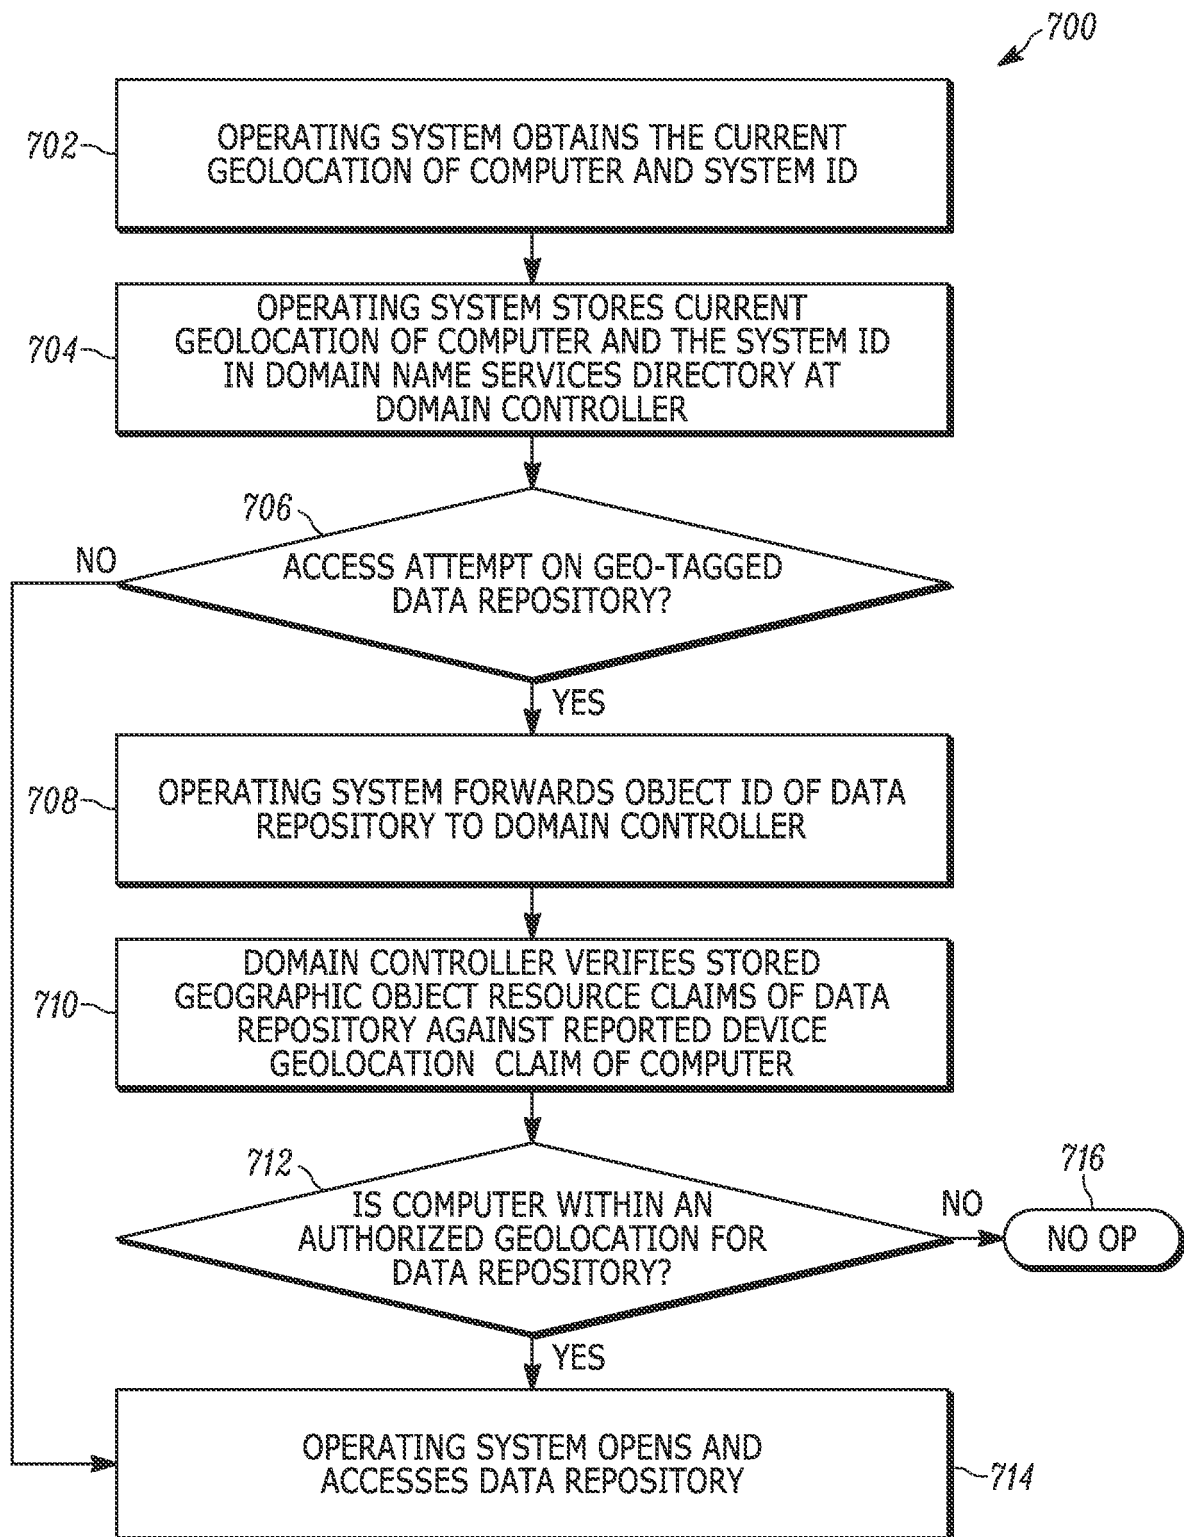 700
702
OPERATING SYSTEM OBTAINS THE CURRENT
GEOLOCATION OF COMPUTER AND SYSTEM ID
704
OPERATING SYSTEM STORES CURRENT
GEOLOCATION OF COMPUTER AND THE SYSTEM ID
IN DOMAIN NAME SERVICES DIRECTORY AT
DOMAIN CONTROLLER
706
NO
ACCESS ATTEMPT ON GEO-TAGGED
DATA REPOSITORY?
YES
708
OPERATING SYSTEM FORWARDS OBJECT ID OF DATA
REPOSITORY TO DOMAIN CONTROLLER
710
DOMAIN CONTROLLER VERIFIES STORED
GEOGRAPHIC OBJECT RESOURCE CLAIMS OF DATA
REPOSITORY AGAINST REPORTED DEVICE
GEOLOCATION CLAIM OF COMPUTER
712
IS COMPUTER WITHIN AN
AUTHORIZED GEOLOCATION FOR
DATA REPOSITORY?
NO
716
NO OP
YES
OPERATING SYSTEM OPENS AND
ACCESSES DATA REPOSITORY
714